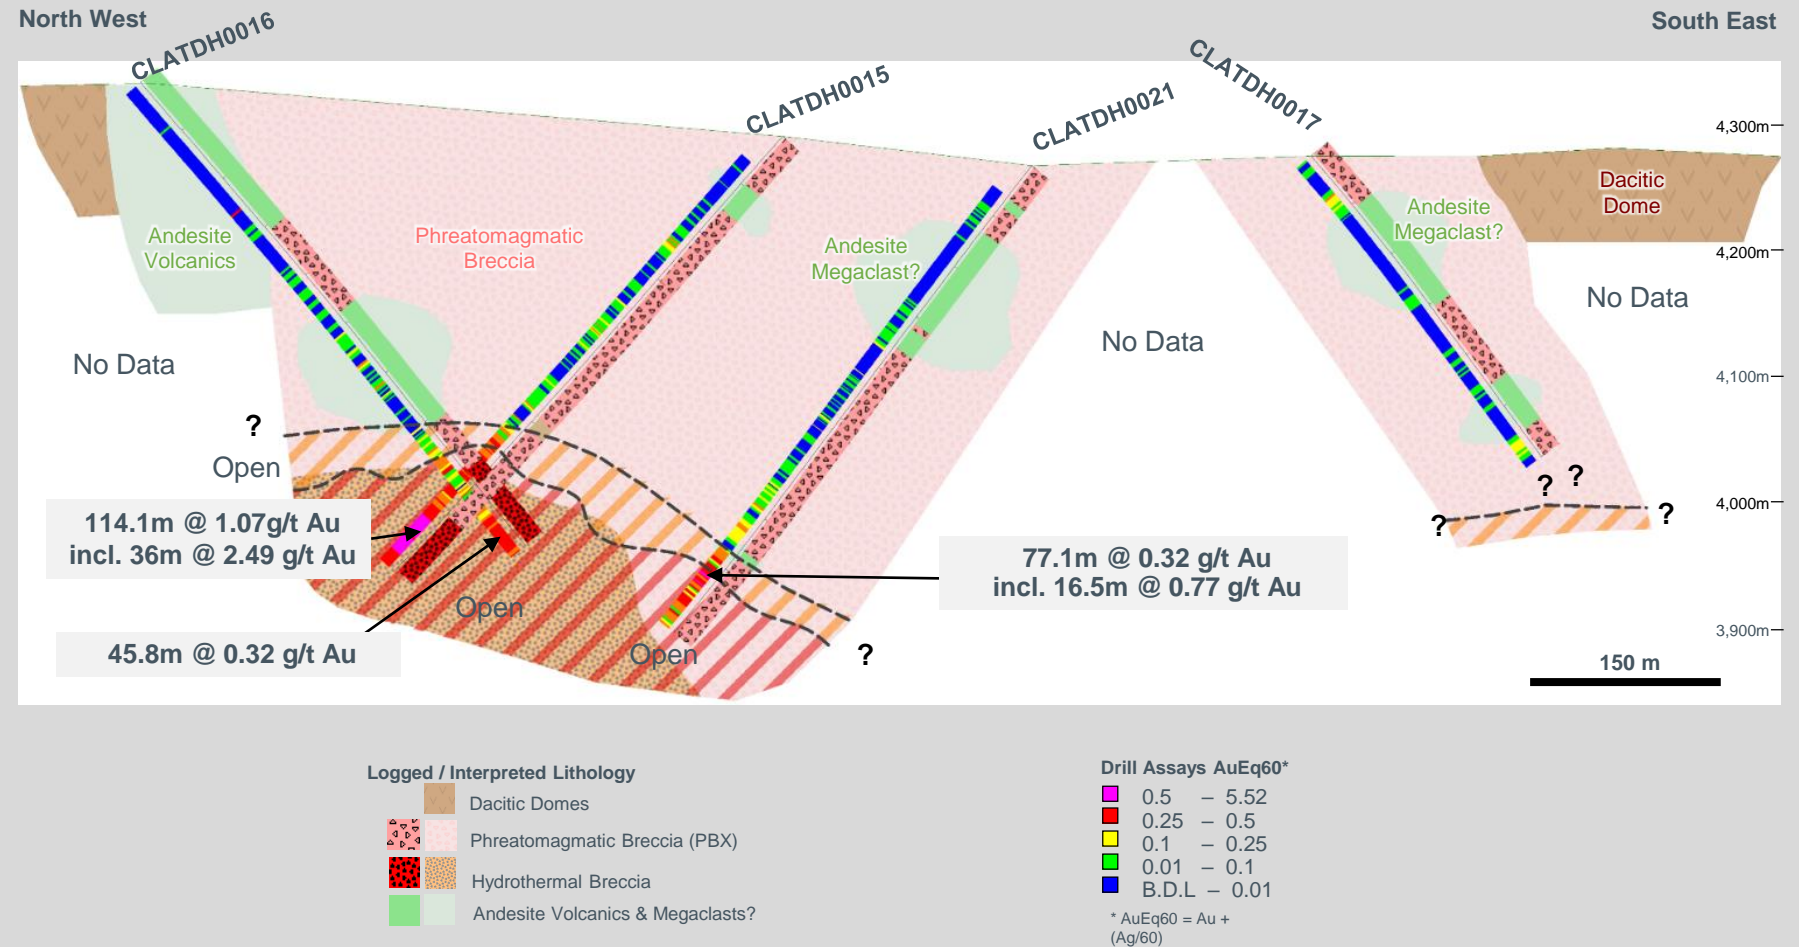 North West
South East
CLATDH0016
CLATDH0015
CLATDH0021
CLATDH0017
4,300m
4,200m
4,100m
4,000m
3,900m
Dacitic
Dome
Andesite
Volcanics
Phreatomagmatic
Breccia
Andesite
Megaclast?
Andesite
Megaclast?
No Data
No Data
No Data
?
Open
114.1m @ 1.07g/t Au
incl. 36m @ 2.49 g/t Au
45.8m @ 0.32 g/t Au
Open
Open
?
77.1m @ 0.32 g/t Au
incl. 16.5m @ 0.77 g/t Au
?
?
?
?
150 m
Logged / Interpreted Lithology
Dacitic Domes
Phreatomagmatic Breccia (PBX)
Hydrothermal Breccia
Andesite Volcanics & Megaclasts?
Drill Assays AuEq60*
0.5 – 5.52
0.25 – 0.5
0.1 – 0.25
0.01 – 0.1
B.D.L – 0.01
* AuEq60 = Au +
(Ag/60)